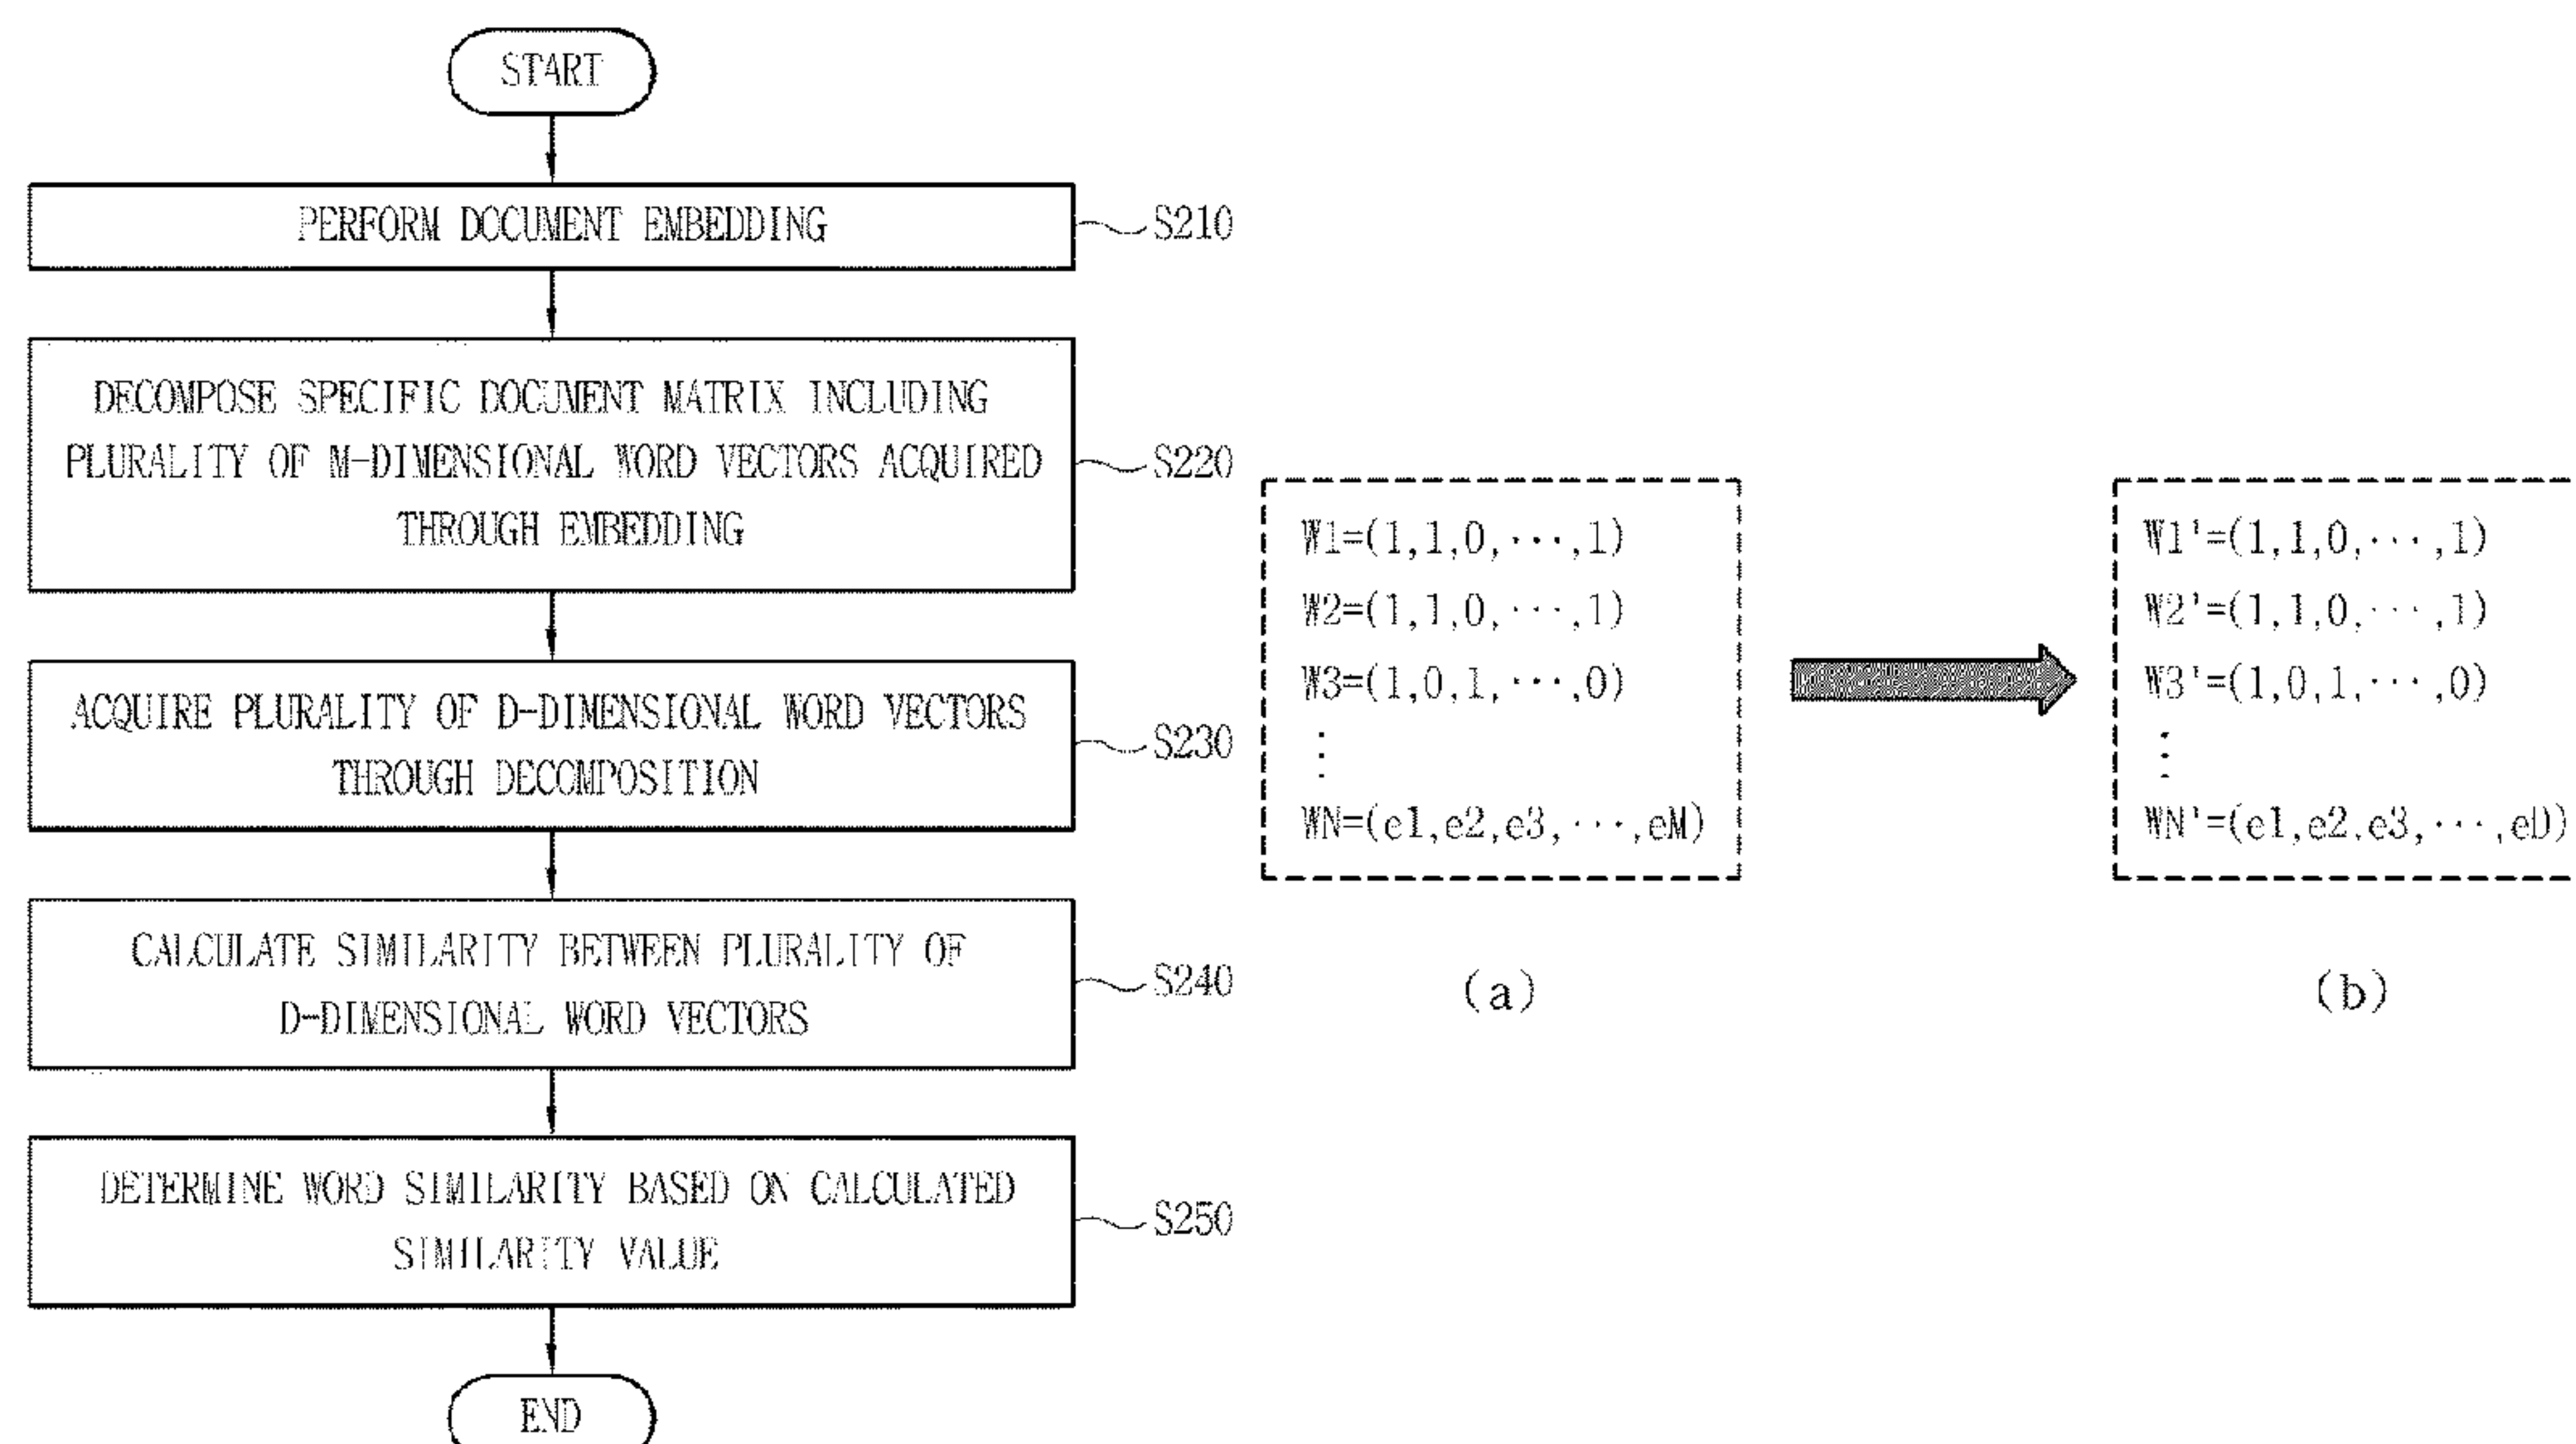 START
PERFORM DOCUMENT EMBEDDING
S210
DECOMPOSE SPECIFIC DOCUMENT MATRIX INCLUDING
PLURALITY OF M-DIMENSIONAL WORD VECTORS ACQUIRED
THROUGH EMBEDDING
S220
ACQUIRE PLURALITY OF D-DIMENSIONAL WORD VECTORS
THROUGH DECOMPOSITION
S230
CALCULATE SIMILARITY BETWEEN PLURALITY OF
D-DIMENSIONAL WORD VECTORS
S240
DETERMINE WORD SIMILARITY BASED ON CALCULATED
SIMILARITY VALUE
S250
END
W1=(1,1,0,···,1)
W2=(1,1,0,···,1)
W3=(1,0,1,···,0)
⋮
WN=(e1,e2,e3,···,eM)
(a)
W1'=(1,1,0,···,1)
W2'=(1,1,0,···,1)
W3'=(1,0,1,···,0)
⋮
WN'=(e1,e2,e3,···,eD)
(b)